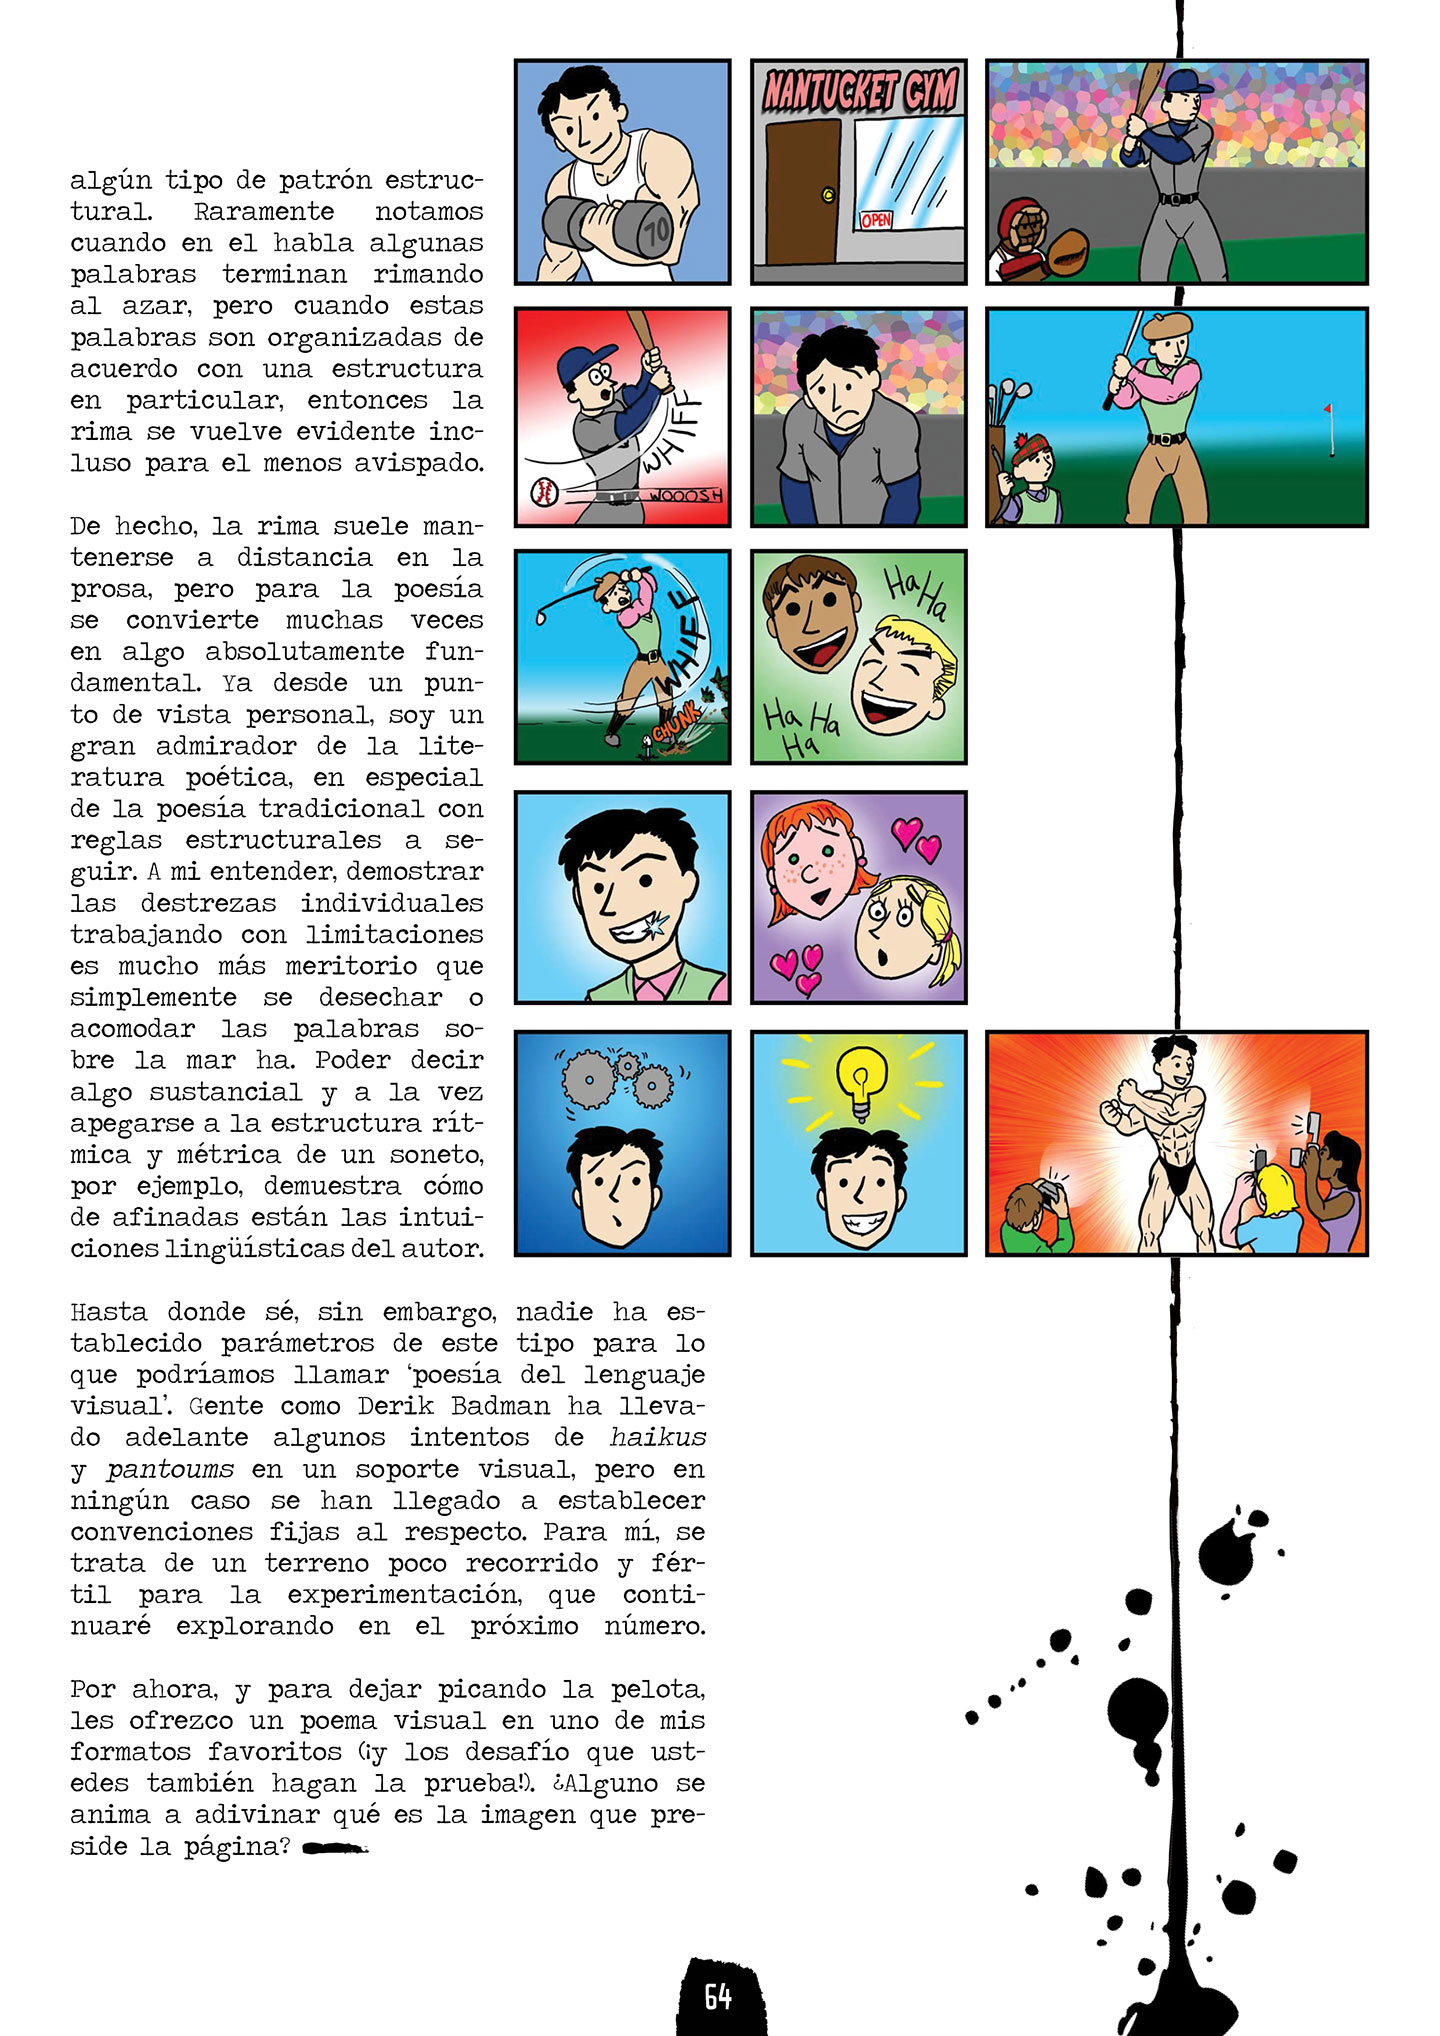 algún tipo de patrón estruc-
tural. Raramente notamos
cuando en el habla algunas
palabras terminan rimando
al azar, pero cuando estas
palabras son organizadas de
acuerdo con una estructura
en particular, entonces la
rima se vuelve evidente inc-
luso para el menos avispado.
De hecho, la rima suele man-
tenerse a distancia en la
prosa, pero para la poesía
se convierte muchas veces
en algo absolutamente fun-
damental. Ya desde un pun-
to de vista personal, soy un
gran admirador de la lite-
ratura poética, en especial
de la poesía tradicional con
reglas estructurales a se-
guir. A mi entender, demostrar
las destrezas individuales
trabajando con limitaciones
es mucho más meritorio que
simplemente se desechar o
acomodar las palabras so-
bre la mar ha. Poder decir
algo sustancial y a la vez
apegarse a la estructura rít-
mica y métrica de un soneto,
por ejemplo, demuestra cómo
de afinadas están las intui-
ciones lingüísticas del autor.
Hasta donde sé, sin embargo, nadie ha es-
tablecido parámetros de este tipo para lo
que podríamos llamar ‘poesía del lenguaje
visual’. Gente como Derik Badman ha lleva-
do adelante algunos intentos de haikus
y pantoums en un soporte visual, pero en
ningún caso se han llegado a establecer
convenciones fijas al respecto. Para mí, se
trata de un terreno poco recorrido y fér-
til para la experimentación, que conti-
nuaré explorando en el próximo número.
Por ahora, y para dejar picando la pelota,
les ofrezco un poema visual en uno de mis
formatos favoritos (¡y los desafío que ust-
edes también hagan la prueba!). ¿Alguno se
anima a adivinar qué es la imagen que pre-
side la página?
70
NANTUCKET GYM
OPEN
WHIFF
WOOOSH
WHIFF
CHUNK
Ha Ha
Ha Ha
Ha
64